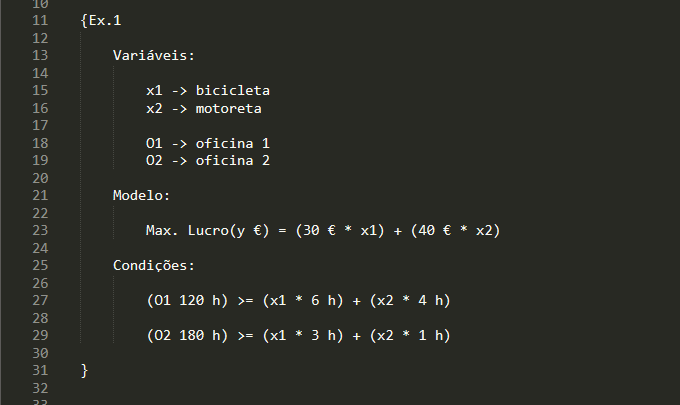 10
11 {Ex.1
12
13 Variáveis:
14
15 x1 -> bicicleta
16 x2 -> motoreta
17
18 O1 -> oficina 1
19 O2 -> oficina 2
20
21 Modelo:
22
23 Max. Lucro(y €) = (30 € * x1) + (40 € * x2)
24
25 Condições:
26
27 (O1 120 h) >= (x1 * 6 h) + (x2 * 4 h)
28
29 (O2 180 h) >= (x1 * 3 h) + (x2 * 1 h)
30
31 }
32
33